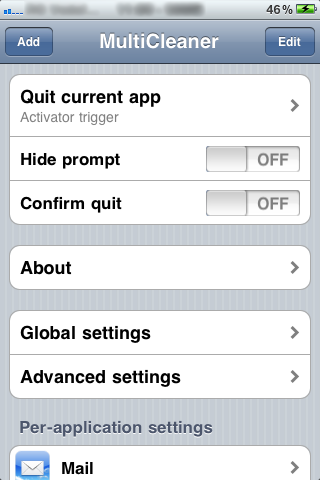 46%
Add
MultiCleaner
Edit
Quit current app
Activator trigger
Hide prompt
OFF
Confirm quit
OFF
About
Global settings
Advanced settings
Per-application settings
Mail